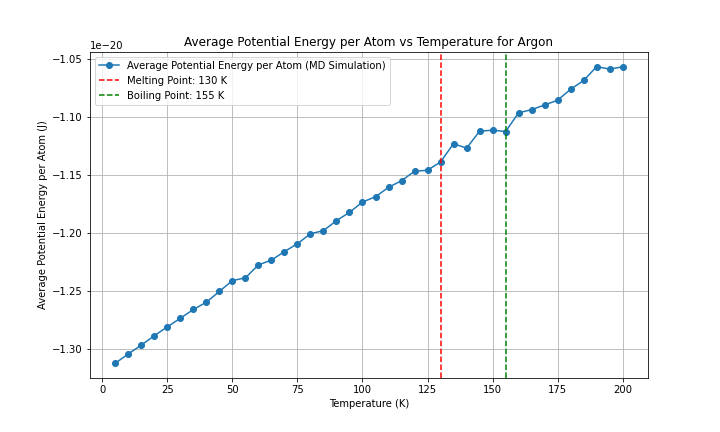 Average Potential Energy per Atom vs Temperature for Argon
1e−20
Average Potential Energy per Atom (MD Simulation)
Melting Point: 130 K
Boiling Point: 155 K
−1.05
−1.10
−1.15
−1.20
−1.25
−1.30
Average Potential Energy per Atom (J)
0 25 50 75 100 125 150 175 200
Temperature (K)